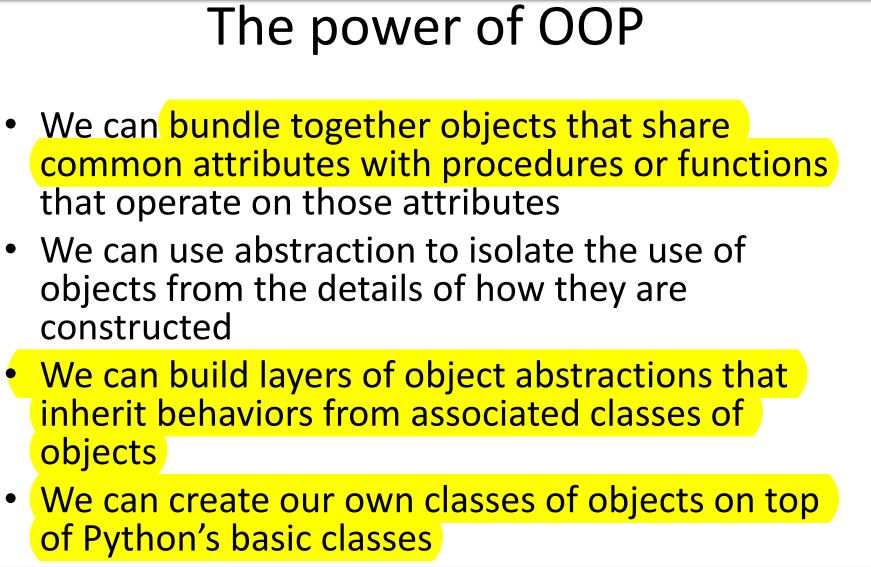 The power of OOP
• We can bundle together objects that share
common attributes with procedures or functions
that operate on those attributes
• We can use abstraction to isolate the use of
objects from the details of how they are
constructed
• We can build layers of object abstractions that
inherit behaviors from associated classes of
objects
• We can create our own classes of objects on top
of Python’s basic classes